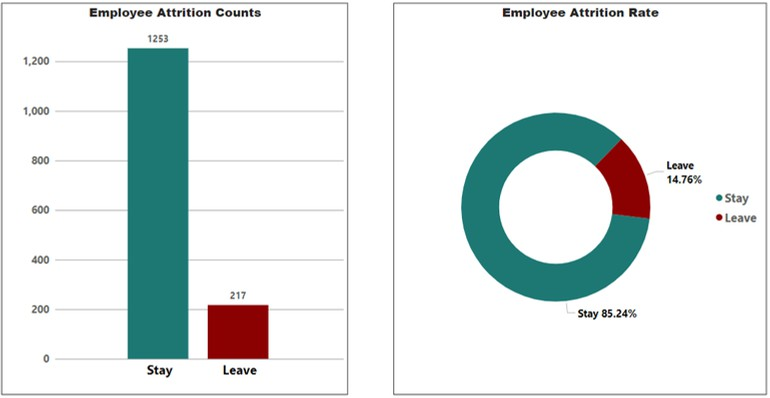 Employee Attrition Counts
1253
1,200
1,000
800
600
400
217
200
0
Stay
Leave
Employee Attrition Rate
Leave
14.76%
Stay
Leave
Stay 85.24%